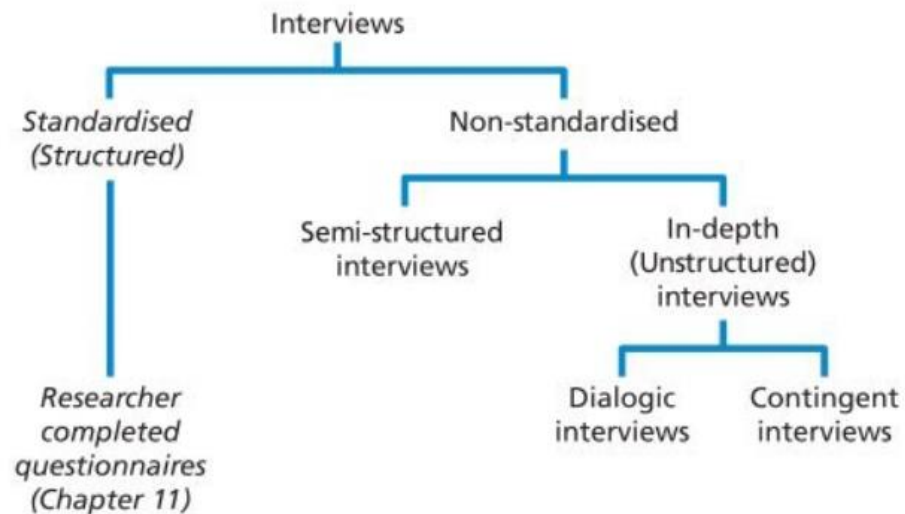 Interviews
Standardised
(Structured)
Non-standardised
Semi-structured
interviews
In-depth
(Unstructured)
interviews
Researcher
completed
questionnaires
(Chapter 11)
Dialogic
interviews
Contingent
interviews